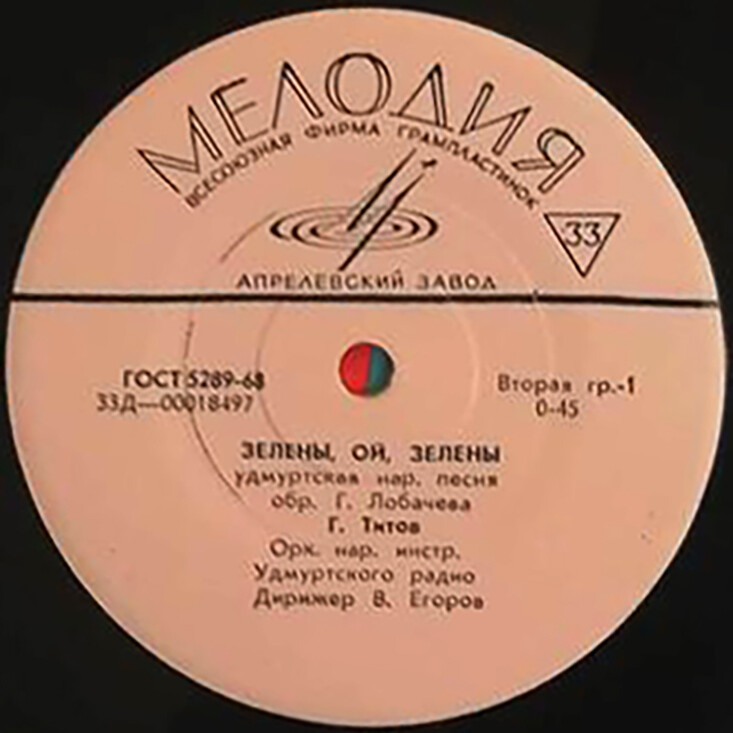 МЕЛОДИЯ
ВСЕСОЮЗНАЯ ФИРМА ГРАМПЛАСТИНОК
33
АПРЕЛЕВСКИЙ ЗАВОД
ГОСТ 5289-68
33Д—00018497
Вторая гр.-1
0-45
ЗЕЛЕНЫ, ОЙ, ЗЕЛЕНЫ
удмуртская нар. песня
обр. Г. Лобачева
Г. Титов
Орк. нар. инстр.
Удмуртского радио
Дирижер В. Егоров